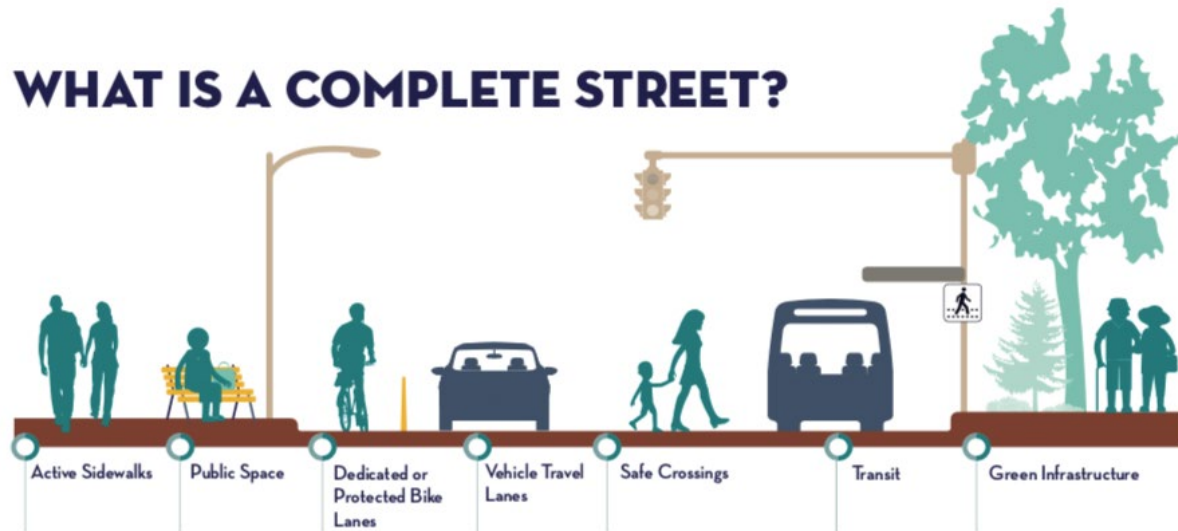 WHAT IS A COMPLETE STREET?
Active Sidewalks
Public Space
Dedicated or
Protected Bike
Lanes
Vehicle Travel
Lanes
Safe Crossings
Transit
Green Infrastructure